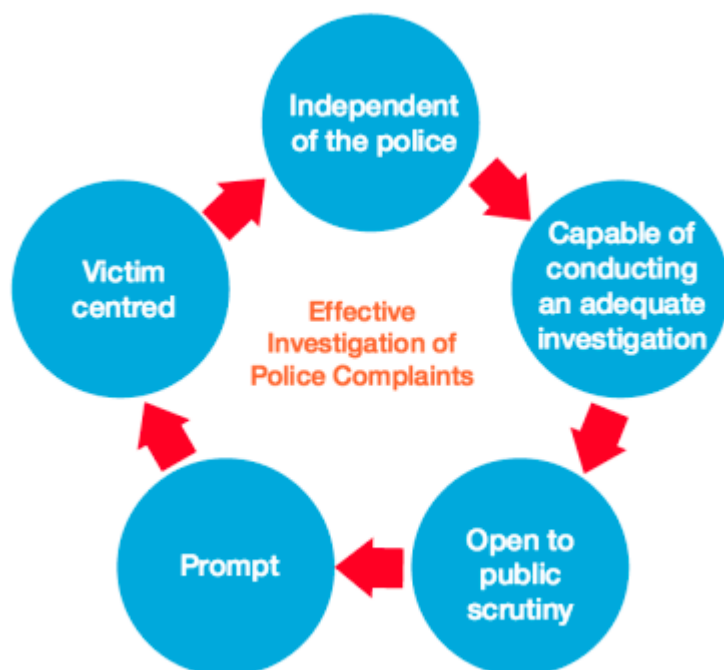 Independent
of the police
Capable of
conducting
an adequate
investigation
Open to
public
scrutiny
Prompt
Victim
centred
Effective
Investigation of
Police Complaints